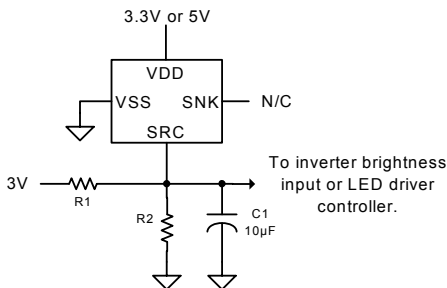 3.3V or 5V
VDD
VSS
SNK
N/C
SRC
To inverter brightness
input or LED driver
controller.
3V
R1
R2
C1
10µF